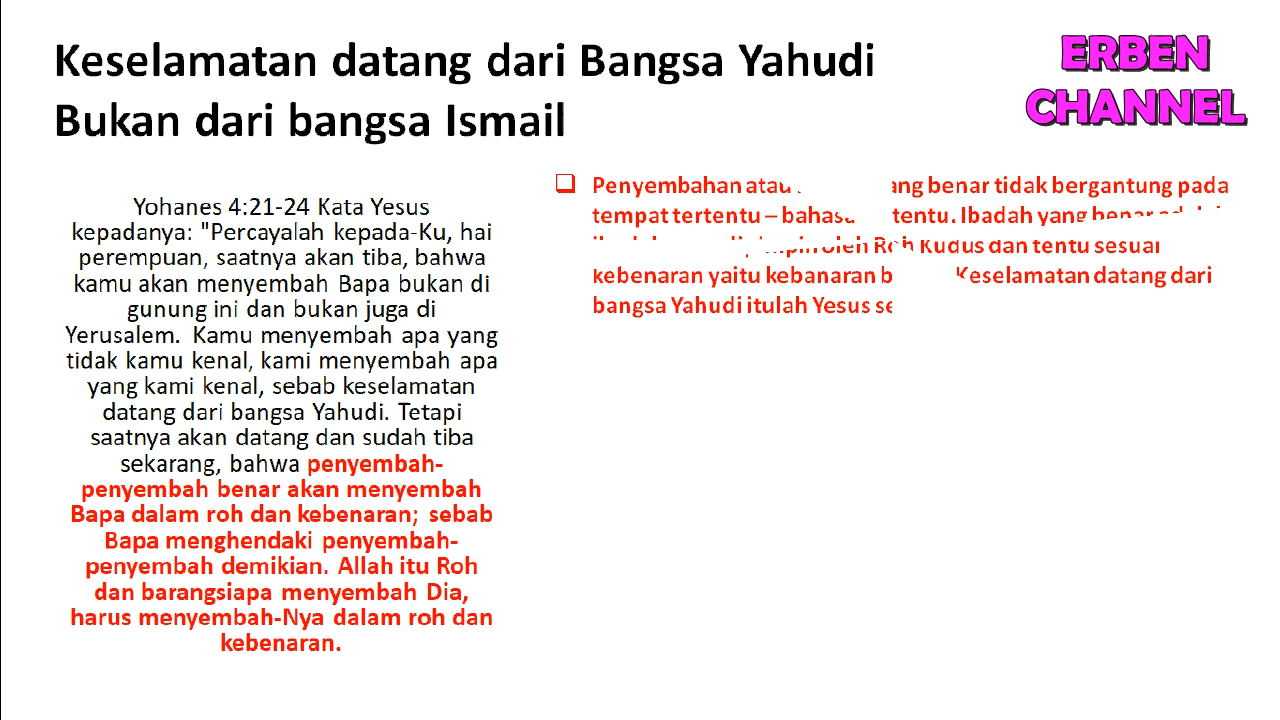 Keselamatan datang dari Bangsa Yahudi
Bukan dari bangsa Ismail
ERBEN
CHANNEL
Yohanes 4:21-24 Kata Yesus
kepadanya: "Percayalah kepada-Ku, hai
perempuan, saatnya akan tiba, bahwa
kamu akan menyembah Bapa bukan di
gunung ini dan bukan juga di
Yerusalem. Kamu menyembah apa yang
tidak kamu kenal, kami menyembah apa
yang kami kenal, sebab keselamatan
datang dari bangsa Yahudi. Tetapi
saatnya akan datang dan sudah tiba
sekarang, bahwa penyembah-
penyembah benar akan menyembah
Bapa dalam roh dan kebenaran; sebab
Bapa menghendaki penyembah-
penyembah demikian. Allah itu Roh
dan barangsiapa menyembah Dia,
harus menyembah-Nya dalam roh dan
kebenaran.
Penyembahan atau benar tidak bergantung pada
tempat tertentu – bahasa Ibadah yang benar
oleh Roh Kudus dan tentu sesuai
kebenaran yaitu kebanaran Keselamatan datang dari
bangsa Yahudi itulah Yesus